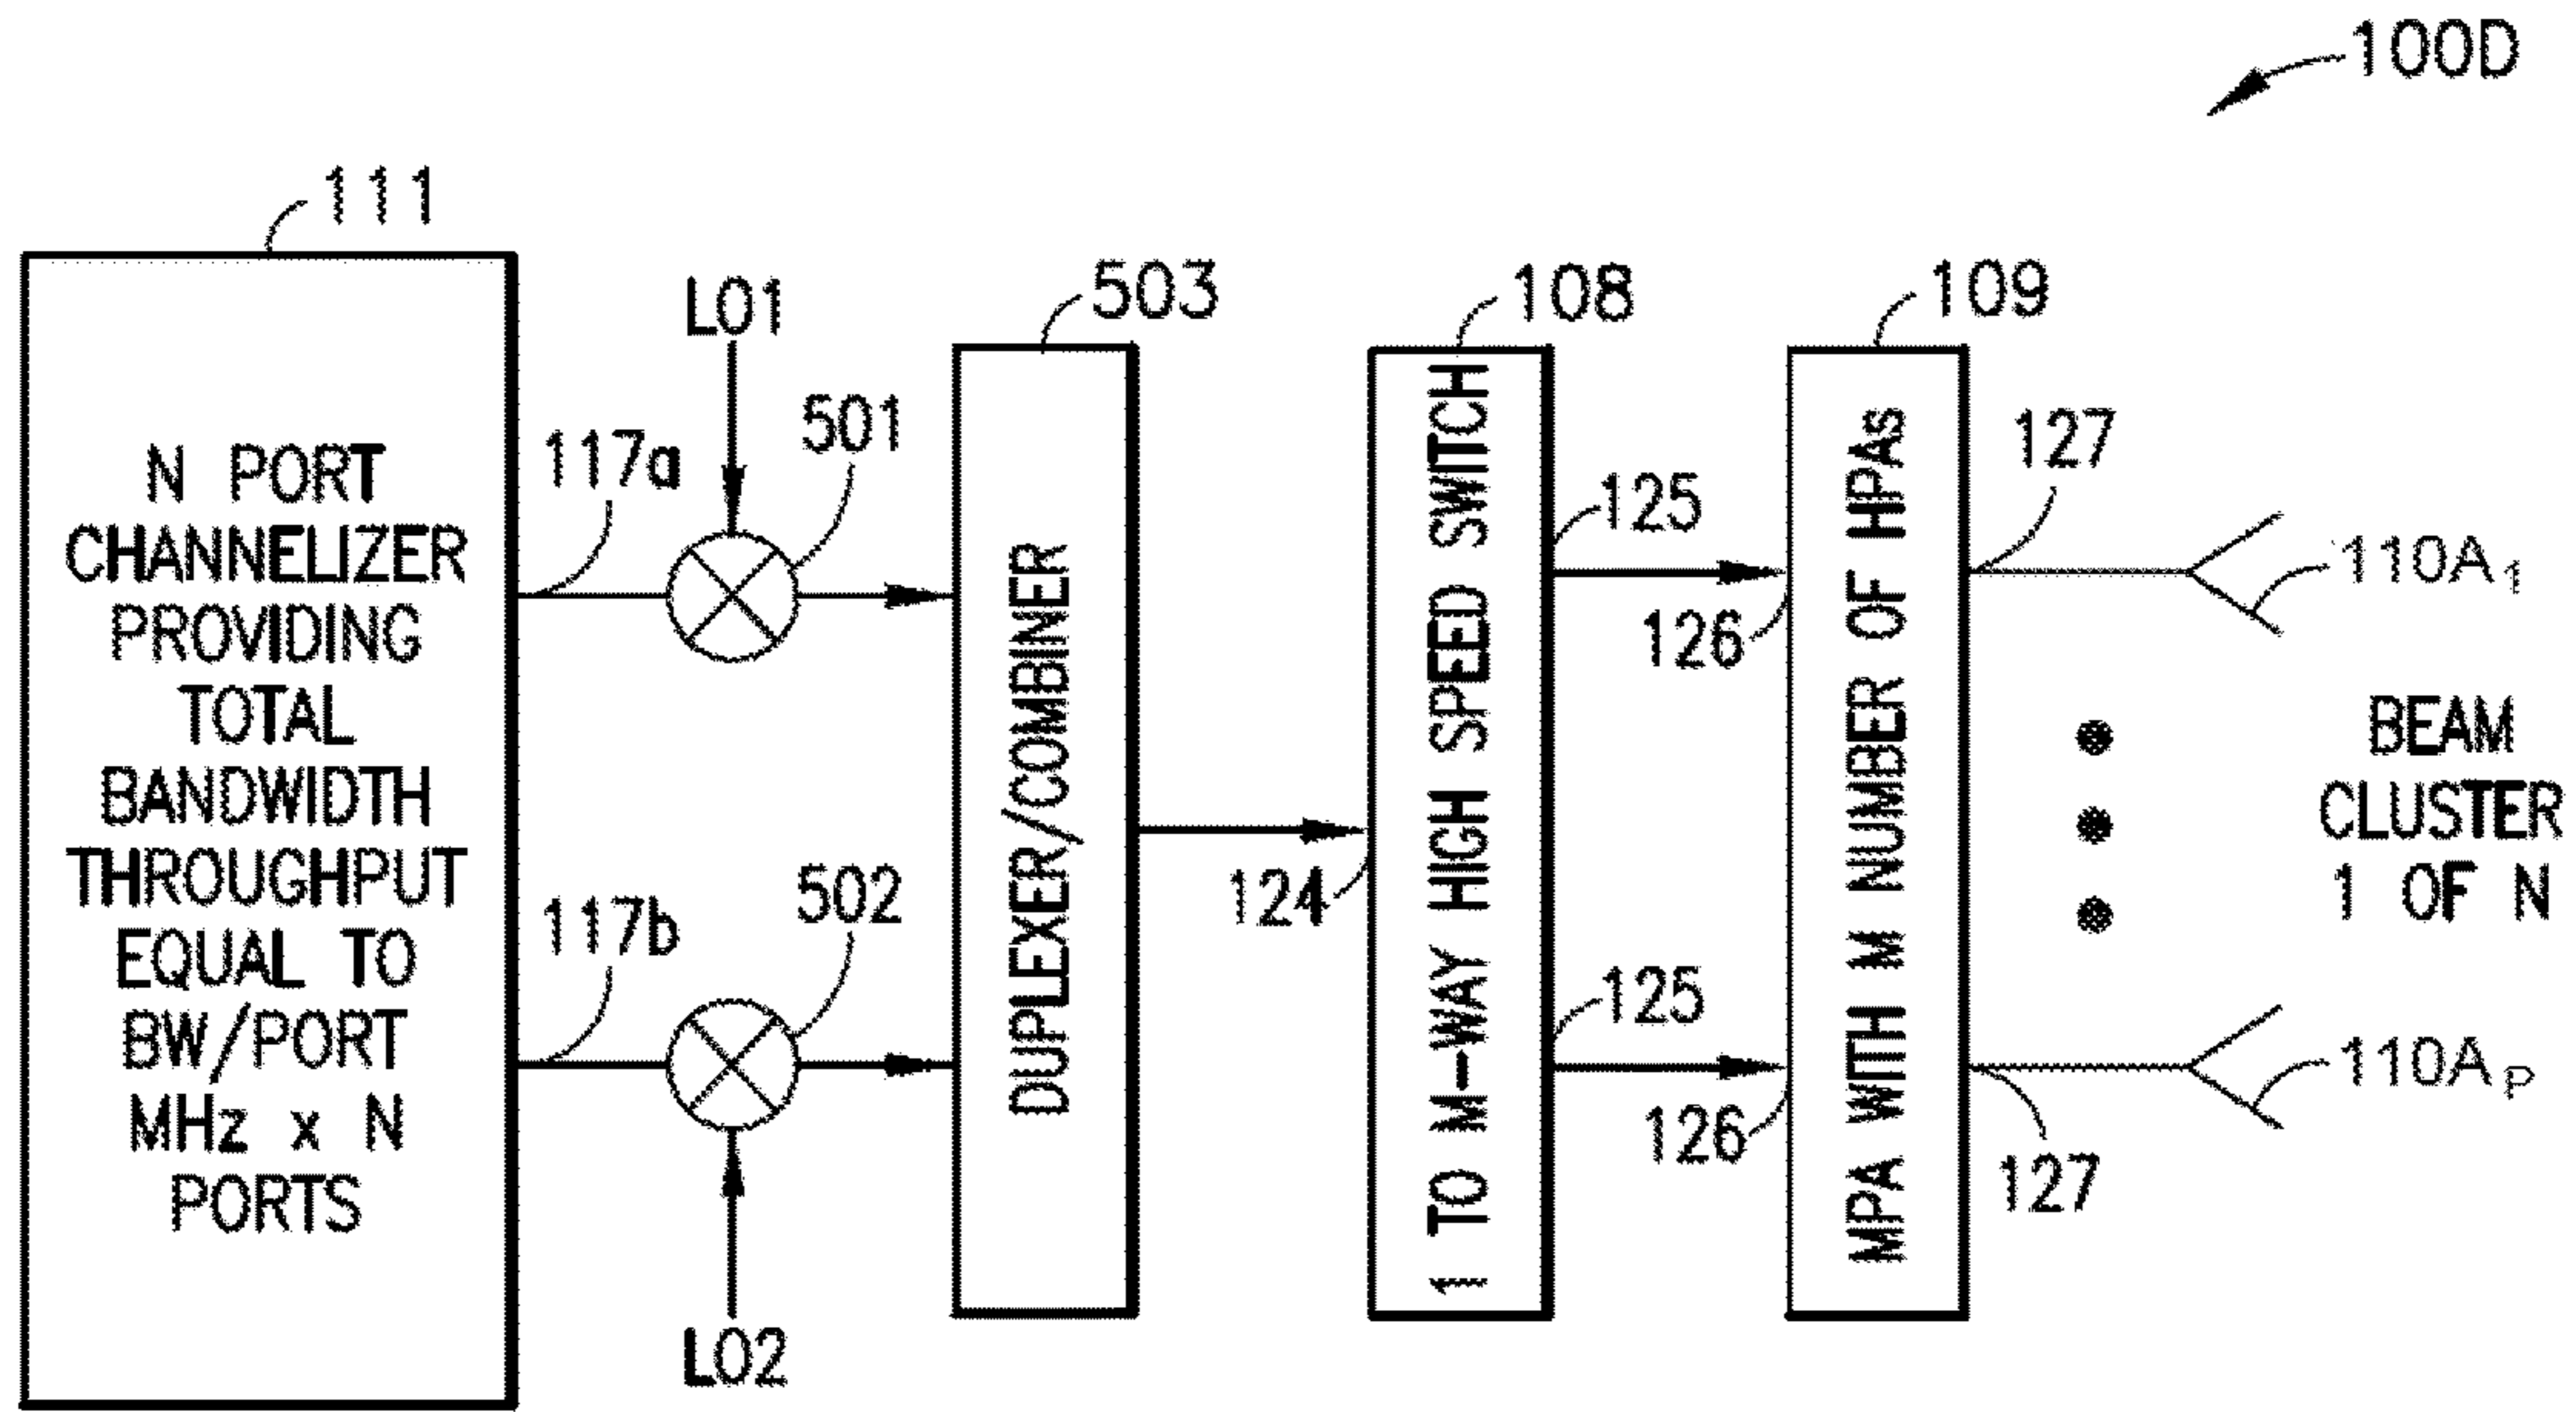 100D
111
N PORT
CHANNELIZER
PROVIDING
TOTAL
BANDWIDTH
THROUGHPUT
EQUAL TO
BW/PORT
MHz x N
PORTS
117a
117b
LO1
501
502
LO2
503
DUPLEXER/COMBINER
124
108
1 TO M-WAY HIGH SPEED SWITCH
125
126
125
126
109
MPA WITH M NUMBER OF HPAs
127
127
110A1
BEAM
CLUSTER
1 OF N
110AP